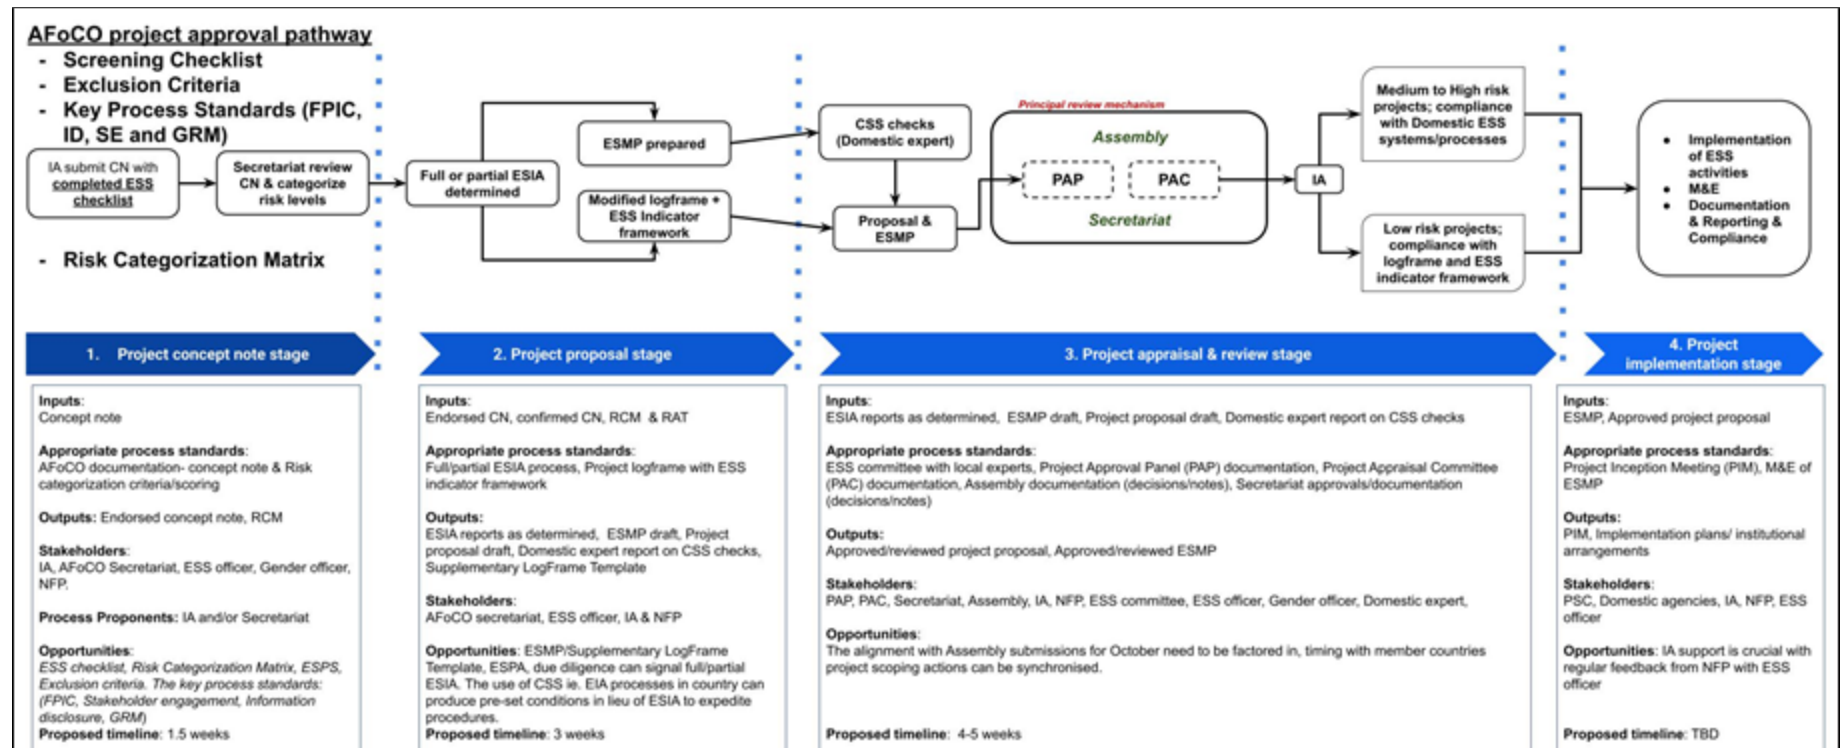 AFoCO project approval pathway
- Screening Checklist
- Exclusion Criteria
- Key Process Standards (FPIC,
ID, SE and GRM)
IA submit CN with
completed ESS
checklist
Secretariat review
CN & categorize
risk levels
- Risk Categorization Matrix
Full or partial ESIA
determined
ESMP prepared
Modified logframe +
ESS Indicator
framework
CSS checks
(Domestic expert)
Proposal &
ESMP
Principal review mechanism
Assembly
PAP
PAC
Secretariat
IA
Medium to High risk
projects; compliance
with Domestic ESS
systems/processes
Low risk projects;
compliance with
logframe and ESS
indicator framework
• Implementation
of ESS
activities
• M&E
• Documentation
& Reporting &
Compliance
1. Project concept note stage
2. Project proposal stage
3. Project appraisal & review stage
4. Project
implementation stage
Inputs:
Concept note
Appropriate process standards:
AFoCO documentation- concept note & Risk
categorization criteria/scoring
Outputs: Endorsed concept note, RCM
Stakeholders:
IA, AFoCO Secretariat, ESS officer, Gender officer,
NFP.
Process Proponents: IA and/or Secretariat
Opportunities:
ESS checklist, Risk Categorization Matrix, ESPS,
Exclusion criteria. The key process standards:
(FPIC, Stakeholder engagement, Information
disclosure, GRM)
Proposed timeline: 1.5 weeks
Inputs:
Endorsed CN, confirmed CN, RCM & RAT
Appropriate process standards:
Full/partial ESIA process, Project logframe with ESS
indicator framework
Outputs:
ESIA reports as determined, ESMP draft, Project
proposal draft, Domestic expert report on CSS checks,
Supplementary LogFrame Template
Stakeholders:
AFoCO secretariat, ESS officer, IA & NFP
Opportunities: ESMP/Supplementary LogFrame
Template, ESPA, due diligence can signal full/partial
ESIA. The use of CSS ie. EIA processes in country can
produce pre-set conditions in lieu of ESIA to expedite
procedures.
Proposed timeline: 3 weeks
Inputs:
ESIA reports as determined, ESMP draft, Project proposal draft, Domestic expert report on CSS checks
Appropriate process standards:
ESS committee with local experts, Project Approval Panel (PAP) documentation, Project Appraisal Committee
(PAC) documentation, Assembly documentation (decisions/notes), Secretariat approvals/documentation
(decisions/notes)
Outputs:
Approved/reviewed project proposal, Approved/reviewed ESMP
Stakeholders:
PAP, PAC, Secretariat, Assembly, IA, NFP, ESS committee, ESS officer, Gender officer, Domestic expert,
Opportunities:
The alignment with Assembly submissions for October need to be factored in, timing with member countries
project scoping actions can be synchronised.
Proposed timeline: 4-5 weeks
Inputs:
ESMP, Approved project proposal
Appropriate process standards:
Project Inception Meeting (PIM), M&E of
ESMP
Outputs:
PIM, Implementation plans/ institutional
arrangements
Stakeholders:
PSC, Domestic agencies, IA, NFP, ESS
officer
Opportunities: IA support is crucial with
regular feedback from NFP with ESS
officer
Proposed timeline: TBD